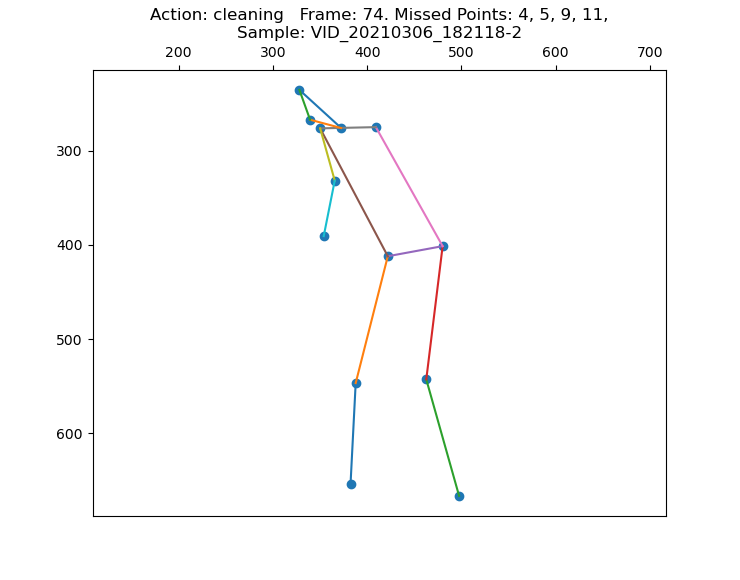 Action: cleaning   Frame: 74. Missed Points: 4, 5, 9, 11,
Sample: VID_20210306_182118-2
200 300 400 500 600 700
300
400
500
600